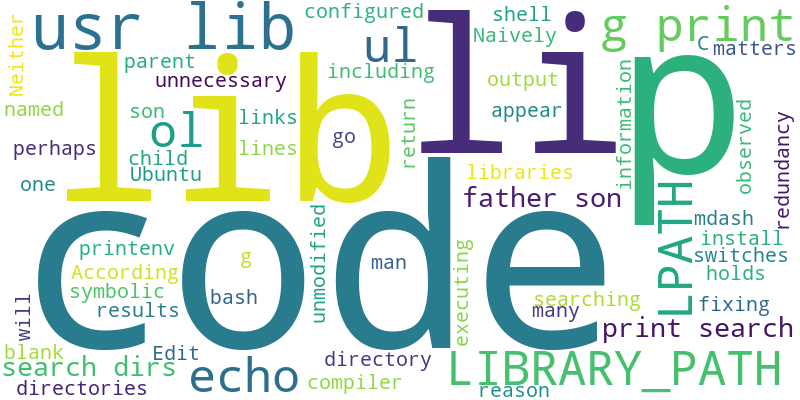 configured
shell
usr lib
lip
g print
Neither
parent
ul
Naively
C
matters
unnecessary
including
output
lib
code
p
named
son
links
appear
ol
go
return
information
observed
redundancy
perhaps
child
lines
Ubuntu
one
libraries
father son
LPATH
mdash
printenv
g
unmodified
man
executing
install
According
switches
symbolic
holds
results
bash
searching
many
fixing
will
print search
blank
Edit
directory
search dirs
echo
compiler
LIBRARY_PATH
directories
reason